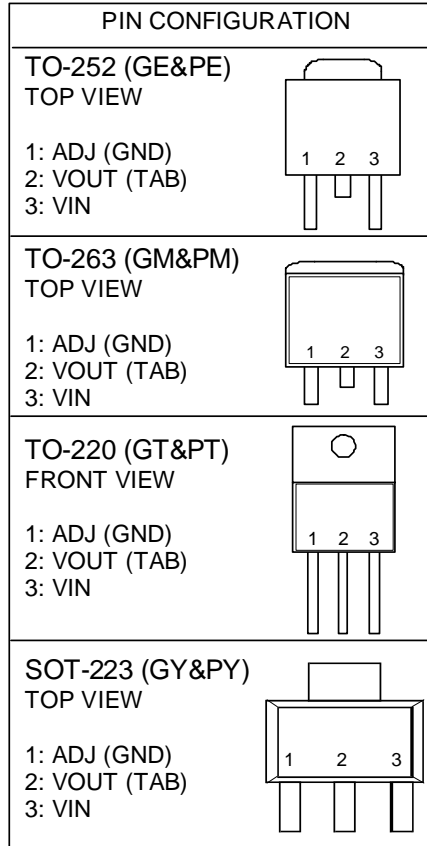 PIN CONFIGURATION
TO-252 (GE&PE)
TOP VIEW
1: ADJ (GND)
2: VOUT (TAB)
3: VIN
1 2 3
TO-263 (GM&PM)
TOP VIEW
1: ADJ (GND)
2: VOUT (TAB)
3: VIN
1 2 3
TO-220 (GT&PT)
FRONT VIEW
1: ADJ (GND)
2: VOUT (TAB)
3: VIN
1 2 3
SOT-223 (GY&PY)
TOP VIEW
1: ADJ (GND)
2: VOUT (TAB)
3: VIN
1 2 3